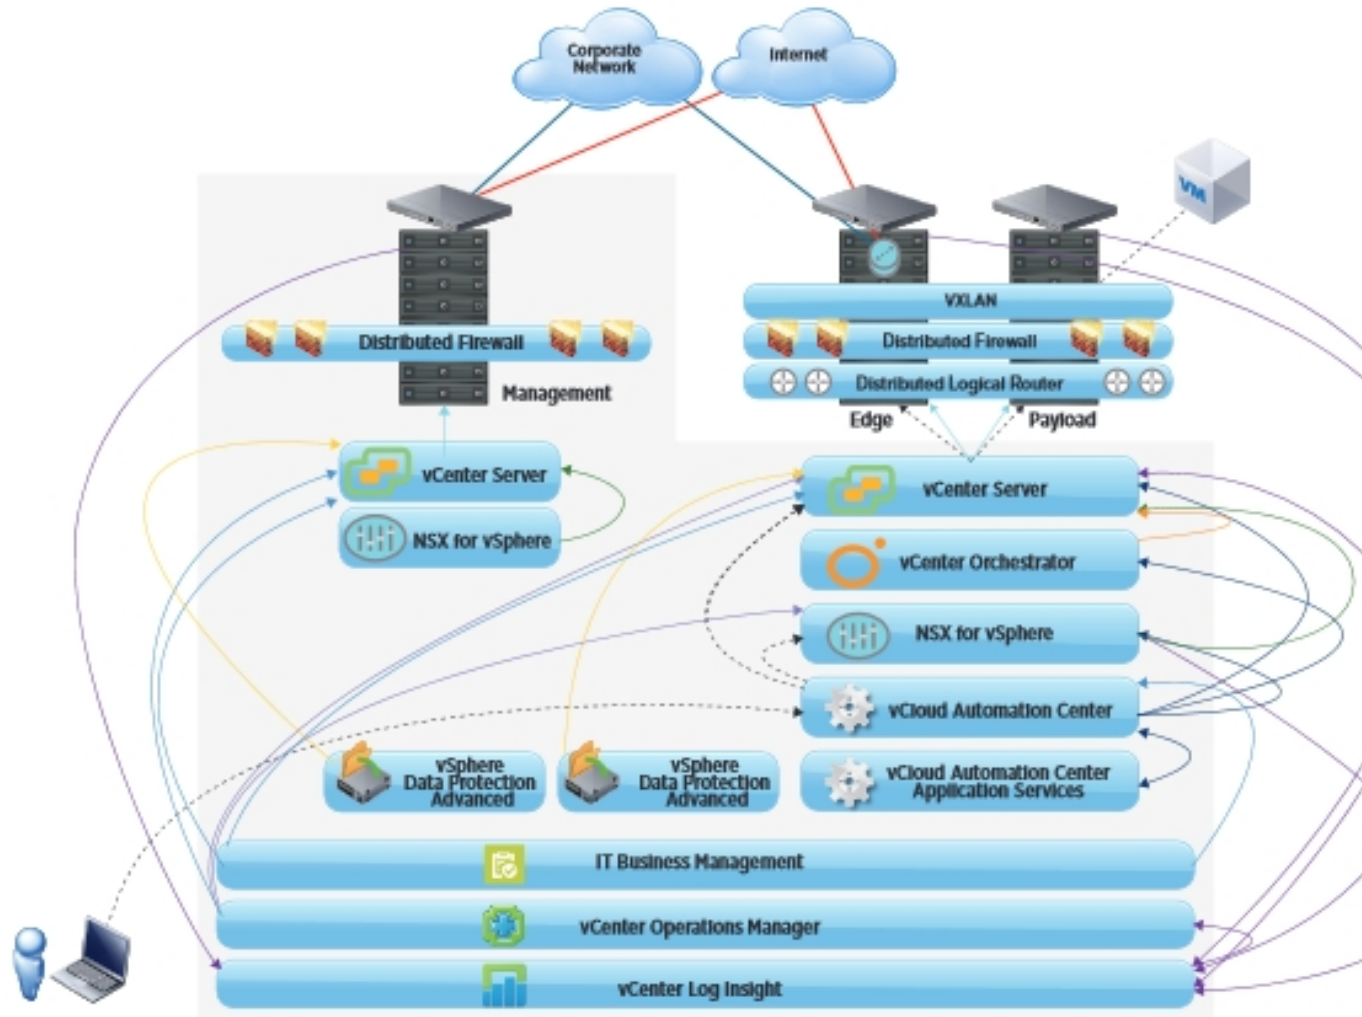 Corporate
Network
Internet
VM
VXLAN
Distributed Firewall
Distributed Firewall
Management
Distributed Logical Router
Edge
Payload
vCenter Server
vCenter Server
NSX for vSphere
vCenter Orchestrator
NSX for vSphere
vCloud Automation Center
vSphere
Data Protection
Advanced
vSphere
Data Protection
Advanced
vCloud Automation Center
Application Services
IT Business Management
vCenter Operations Manager
vCenter Log Insight